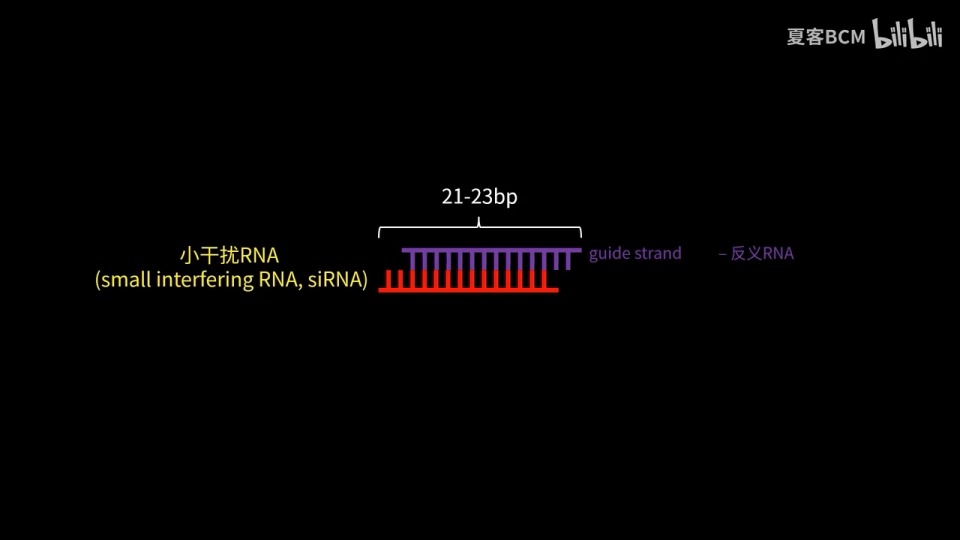 夏客BCM bilibili
21-23bp
小干扰RNA
(small interfering RNA, siRNA)
guide strand – 反义RNA